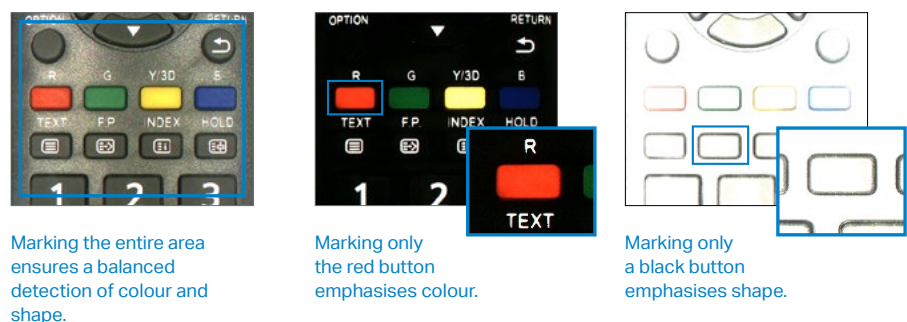 OPTION RETURN
R G Y/3D B
TEXT F.P. INDEX HOLD
1 2 3
Marking the entire area
ensures a balanced
detection of colour and
shape.
OPTION RETURN
R G Y/3D B
TEXT F.P. INDEX HOLD
1 2
R
TEXT
Marking only
the red button
emphasises colour.
Marking only
a black button
emphasises shape.